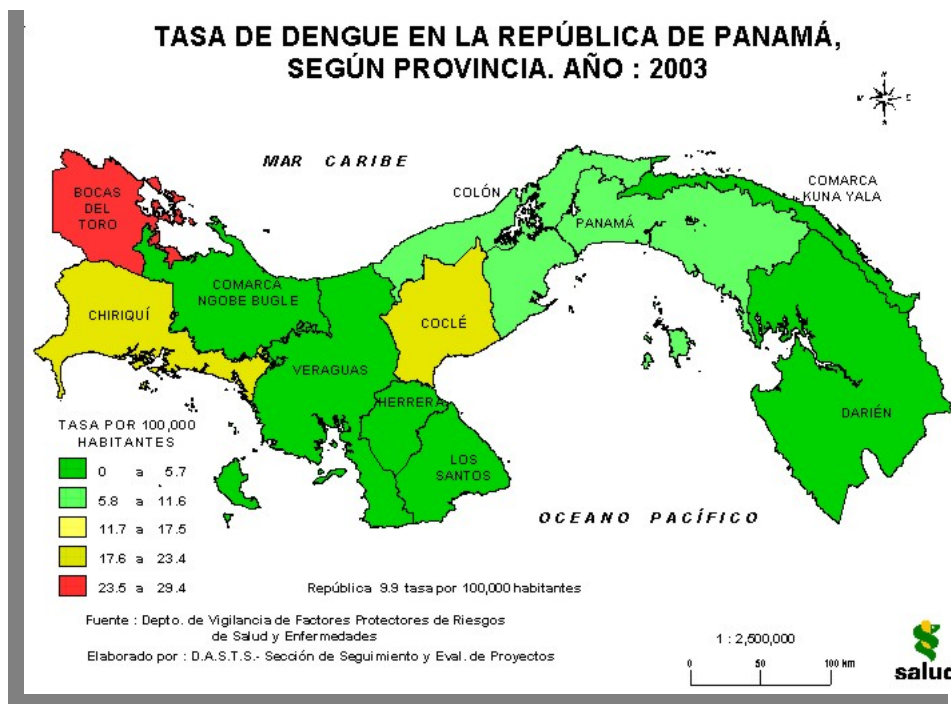 TASA DE DENGUE EN LA REPÚBLICA DE PANAMÁ,
SEGÚN PROVINCIA. AÑO : 2003
N
W E
MAR CARIBE
BOCAS
DEL
TORO
COLÓN
COMARCA
KUNA YALA
PANAMÁ
COMARCA
NGOBE BUGLE
CHIRIQUÍ
COCLÉ
VERAGUAS
HERRERA
DARIÉN
LOS
SANTOS
OCEANO PACÍFICO
TASA POR 100,000
HABITANTES
0 a 5.7
5.8 a 11.6
11.7 a 17.5
17.6 a 23.4
23.5 a 29.4
República 9.9 tasa por 100,000 habitantes
Fuente : Depto. de Vigilancia de Factores Protectores de Riesgos
de Salud y Enfermedades
Elaborado por : D.A.S.T.S.- Sección de Seguimiento y Eval. de Proyectos
1 : 2,500,000
0 50 100 km
salud